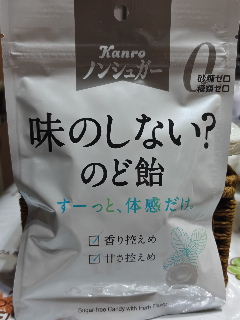 Kanro
ノンシュガー
0
砂糖ゼロ
糖類ゼロ
味のしない?
のど飴
すーっと、体感だけ。
☑ 香り控えめ
☑ 甘さ控えめ
Sugar-free Candy with Herb Flavor